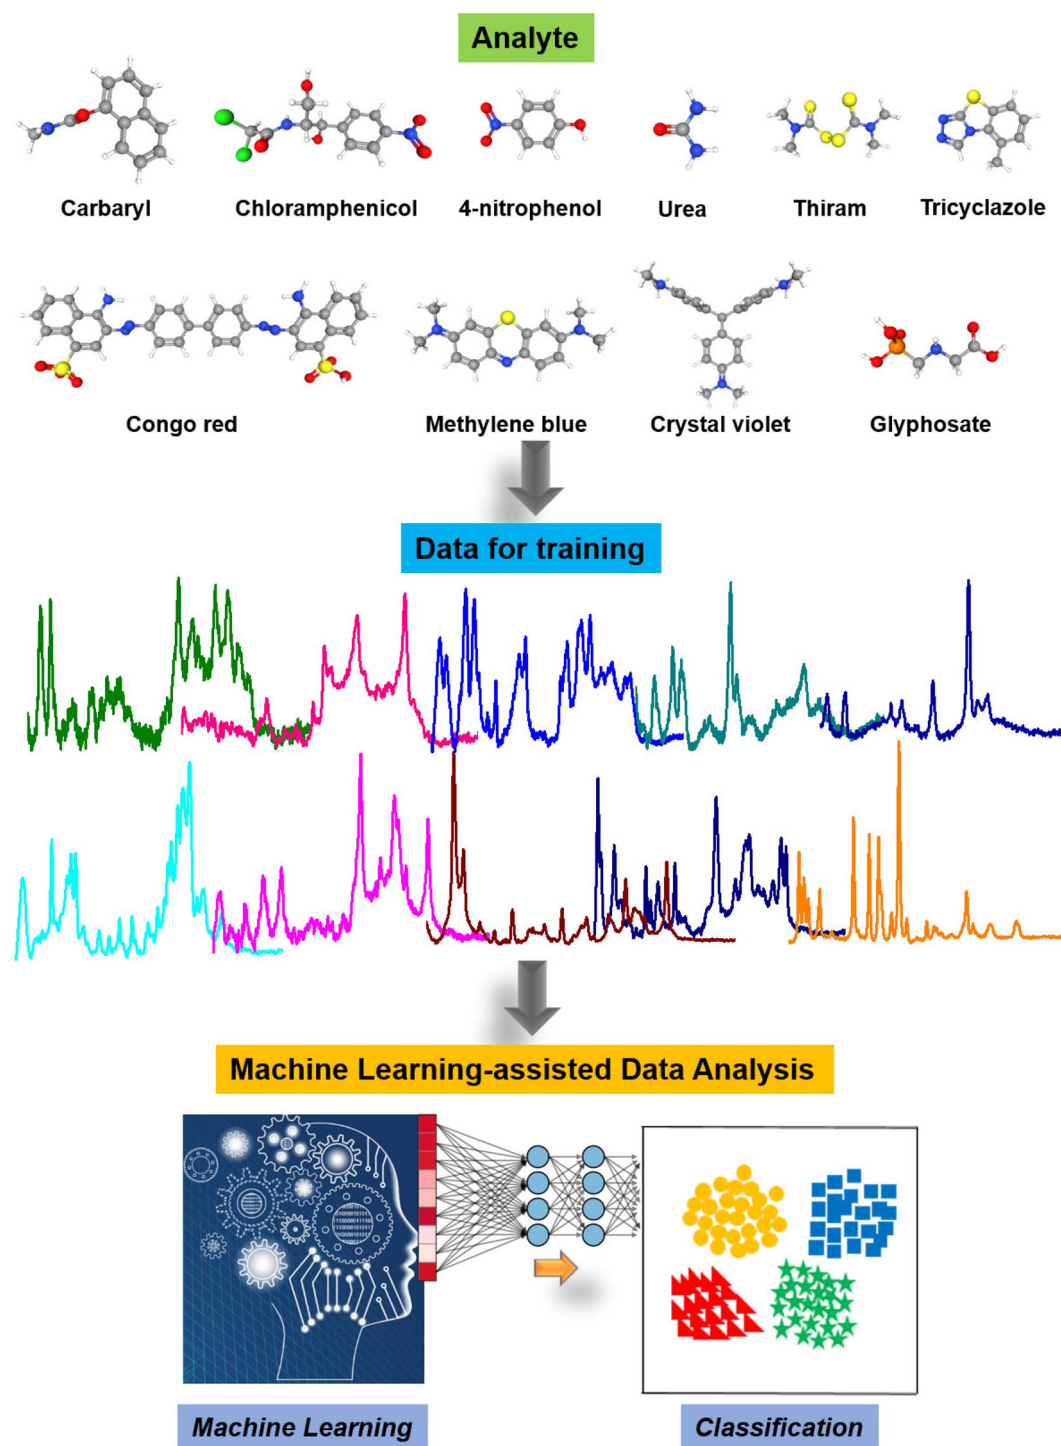 Analyte
Carbaryl Chloramphenicol 4-nitrophenol Urea Thiram Tricyclazole
Congo red Methylene blue Crystal violet Glyphosate
Data for training
Machine Learning-assisted Data Analysis
Machine Learning Classification